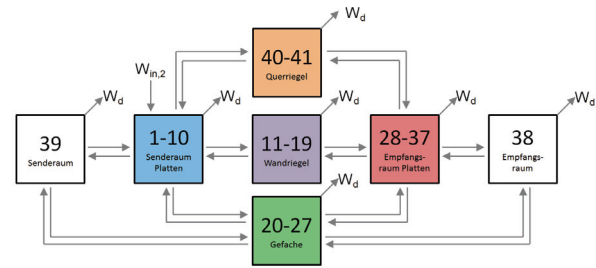 W_d
40-41
Querriegel
W_in,2
W_d
W_d
W_d
W_d
W_d
39
Senderaum
1-10
Senderaum
Platten
11-19
Wandriegel
28-37
Empfangs-
raum Platten
38
Empfangs-
raum
W_d
20-27
Gefache